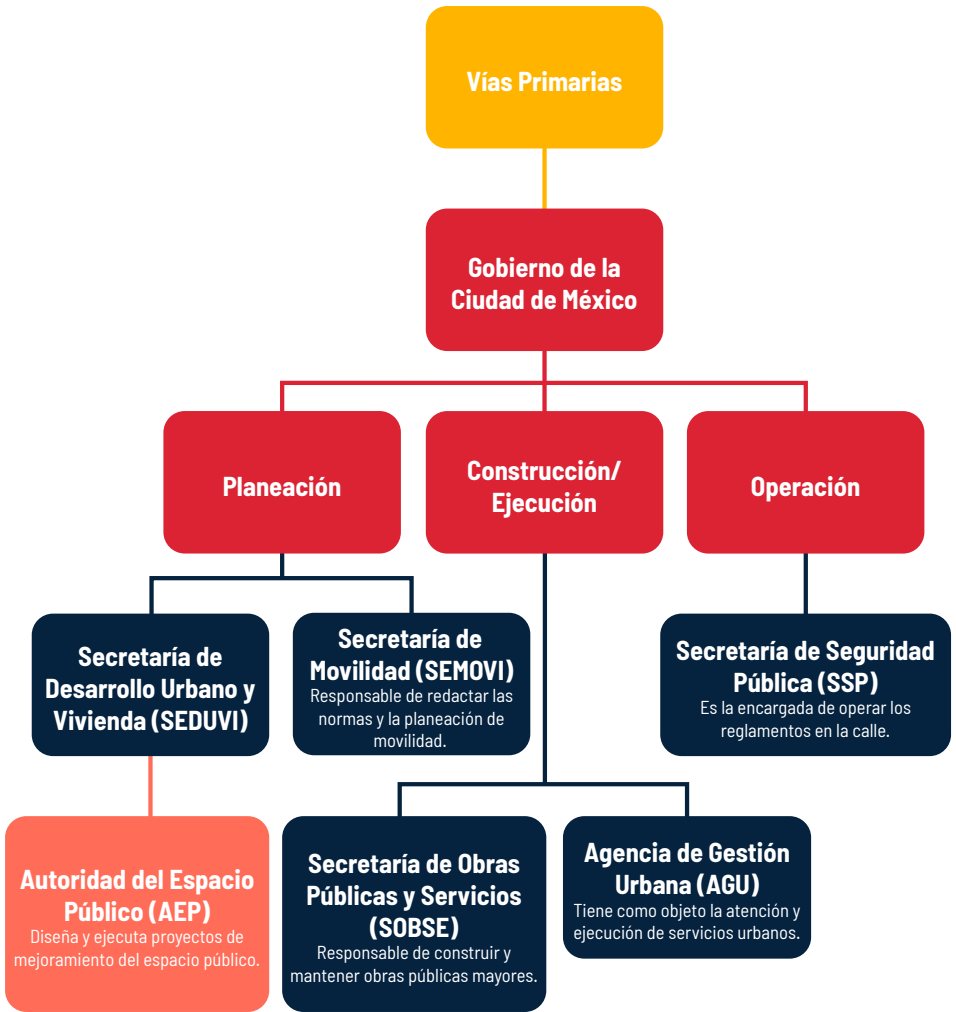 Vías Primarias
Gobierno de la
Ciudad de México
Planeación
Construcción/
Ejecución
Operación
Secretaría de
Desarrollo Urbano y
Vivienda (SEDUVI)
Secretaría de
Movilidad (SEMOVI)
Responsable de redactar las
normas y la planeación de
movilidad.
Secretaría de Seguridad
Pública (SSP)
Es la encargada de operar los
reglamentos en la calle.
Autoridad del Espacio
Público (AEP)
Diseña y ejecuta proyectos de
mejoramiento del espacio público.
Secretaría de Obras
Públicas y Servicios
(SOBSE)
Responsable de construir y
mantener obras públicas mayores.
Agencia de Gestión
Urbana (AGU)
Tiene como objeto la atención y
ejecución de servicios urbanos.